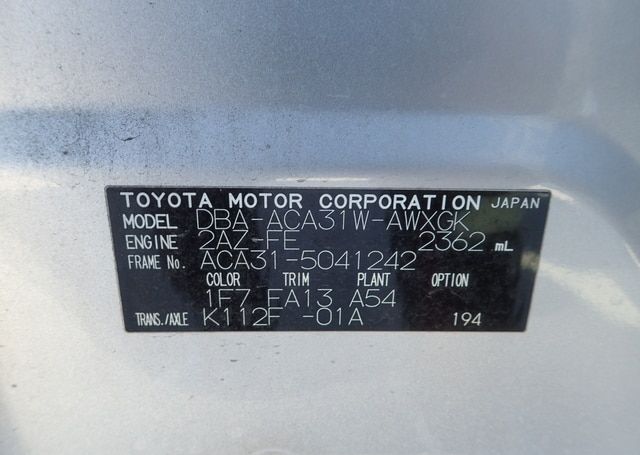 TOYOTA MOTOR CORPORATION JAPAN
MODEL DBA-ACA31W-AWXGK
ENGINE 2AZ-FE 2362 mL
FRAME No. ACA31-5041242
COLOR TRIM PLANT OPTION
1F7 FA13 A54
TRANS./AXLE K112F -01A 194